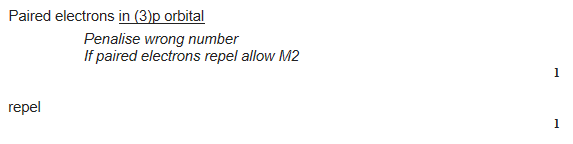 Paired electrons in (3)p orbital
Penalise wrong number
If paired electrons repel allow M2
1
repel
1